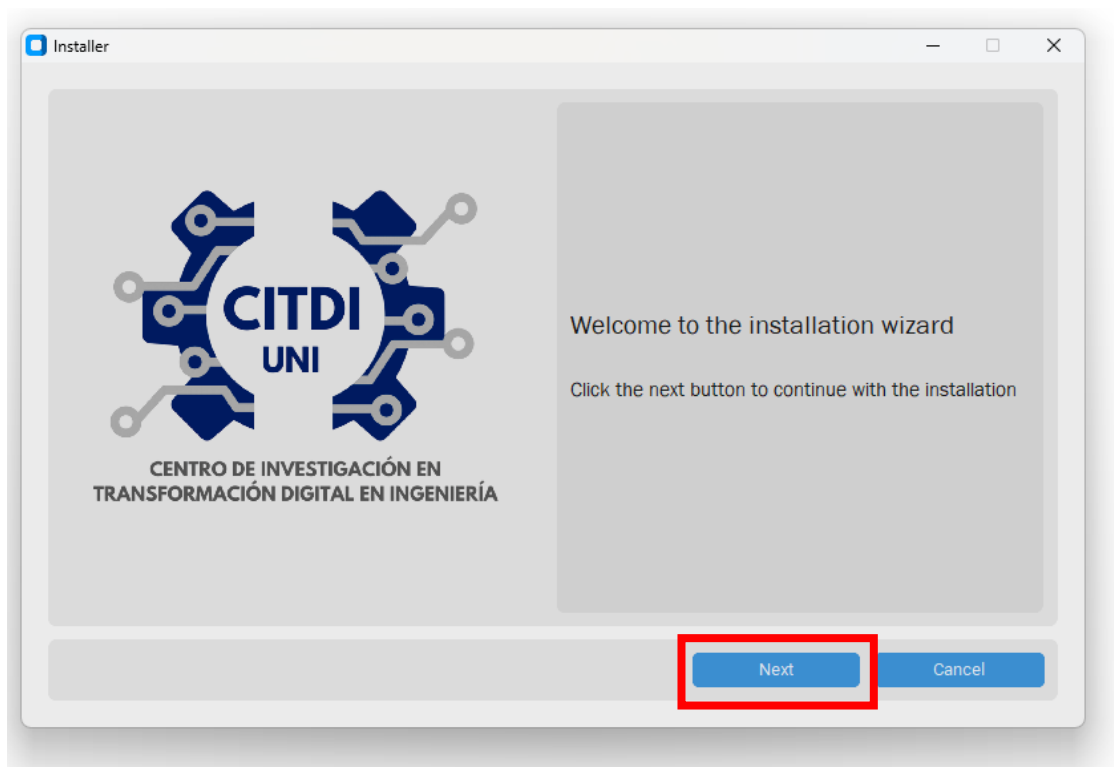 Installer
CITDI
UNI
CENTRO DE INVESTIGACIÓN EN
TRANSFORMACIÓN DIGITAL EN INGENIERÍA
Welcome to the installation wizard
Click the next button to continue with the installation
Next
Cancel